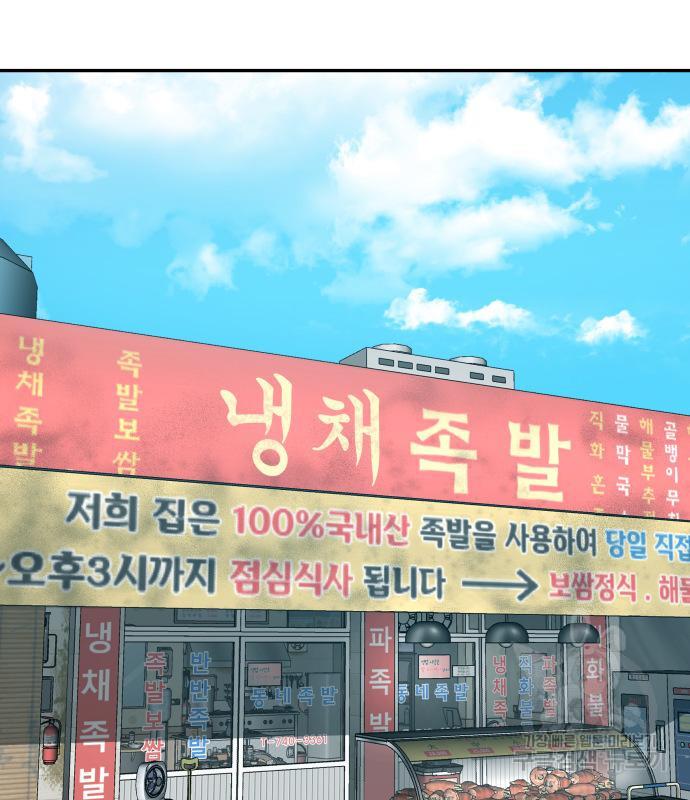 냉채족발
족발보쌈
냉채족발
물막국
해물부추전
골뱅이무
저희 집은 100%국내산 족발을 사용하여 당일 직접
~오후3시까지 점심식사 됩니다 → 보쌈정식 . 해물
냉채족발
족발보쌈
반반족발
동네족발
T-740-3301
파족발
동네족발
냉채족
파족발
직화불